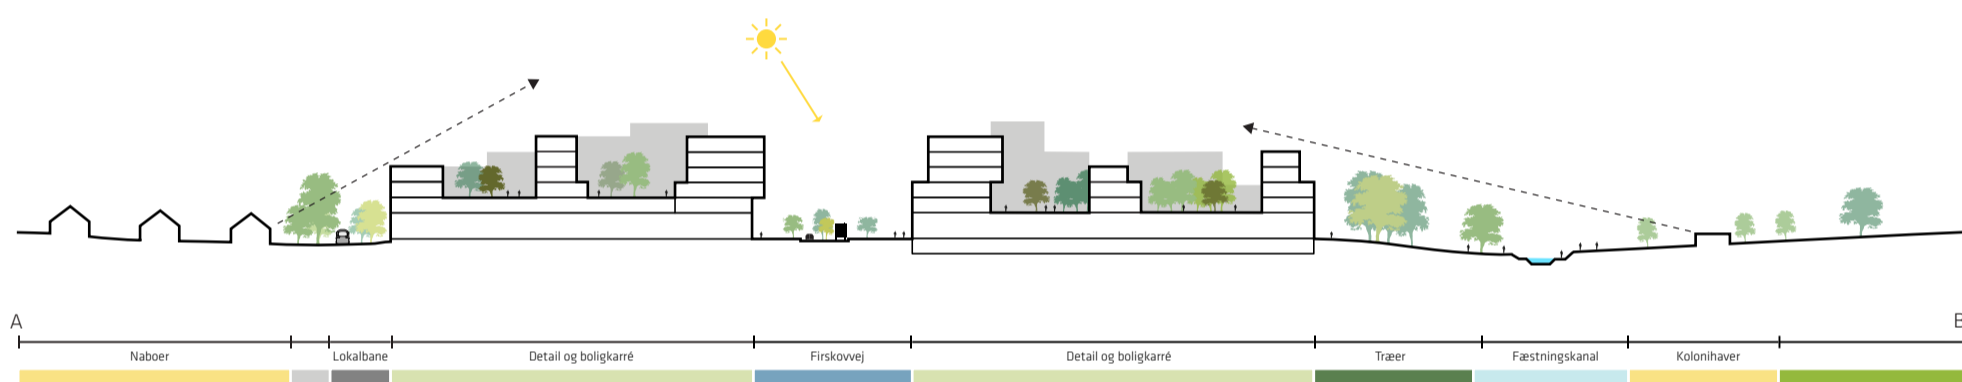 A
B
Naboer
Lokalbane
Detail og boligkarré
Firskovvej
Detail og boligkarré
Træer
Fæstningskanal
Kolonihaver